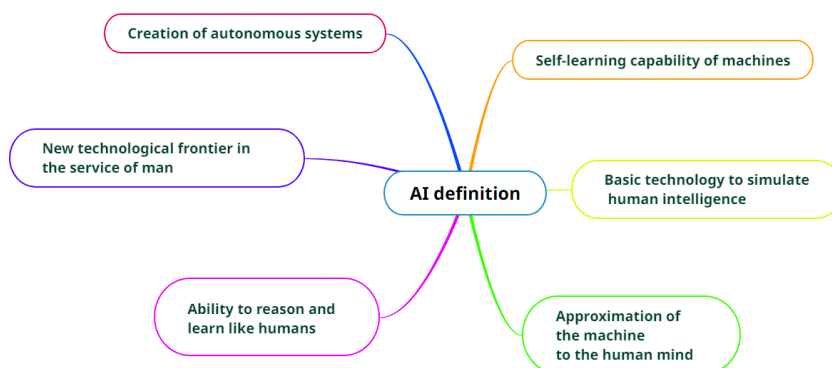 Creation of autonomous systems
Self-learning capability of machines
New technological frontier in
the service of man
AI definition
Basic technology to simulate
human intelligence
Ability to reason and
learn like humans
Approximation of
the machine
to the human mind